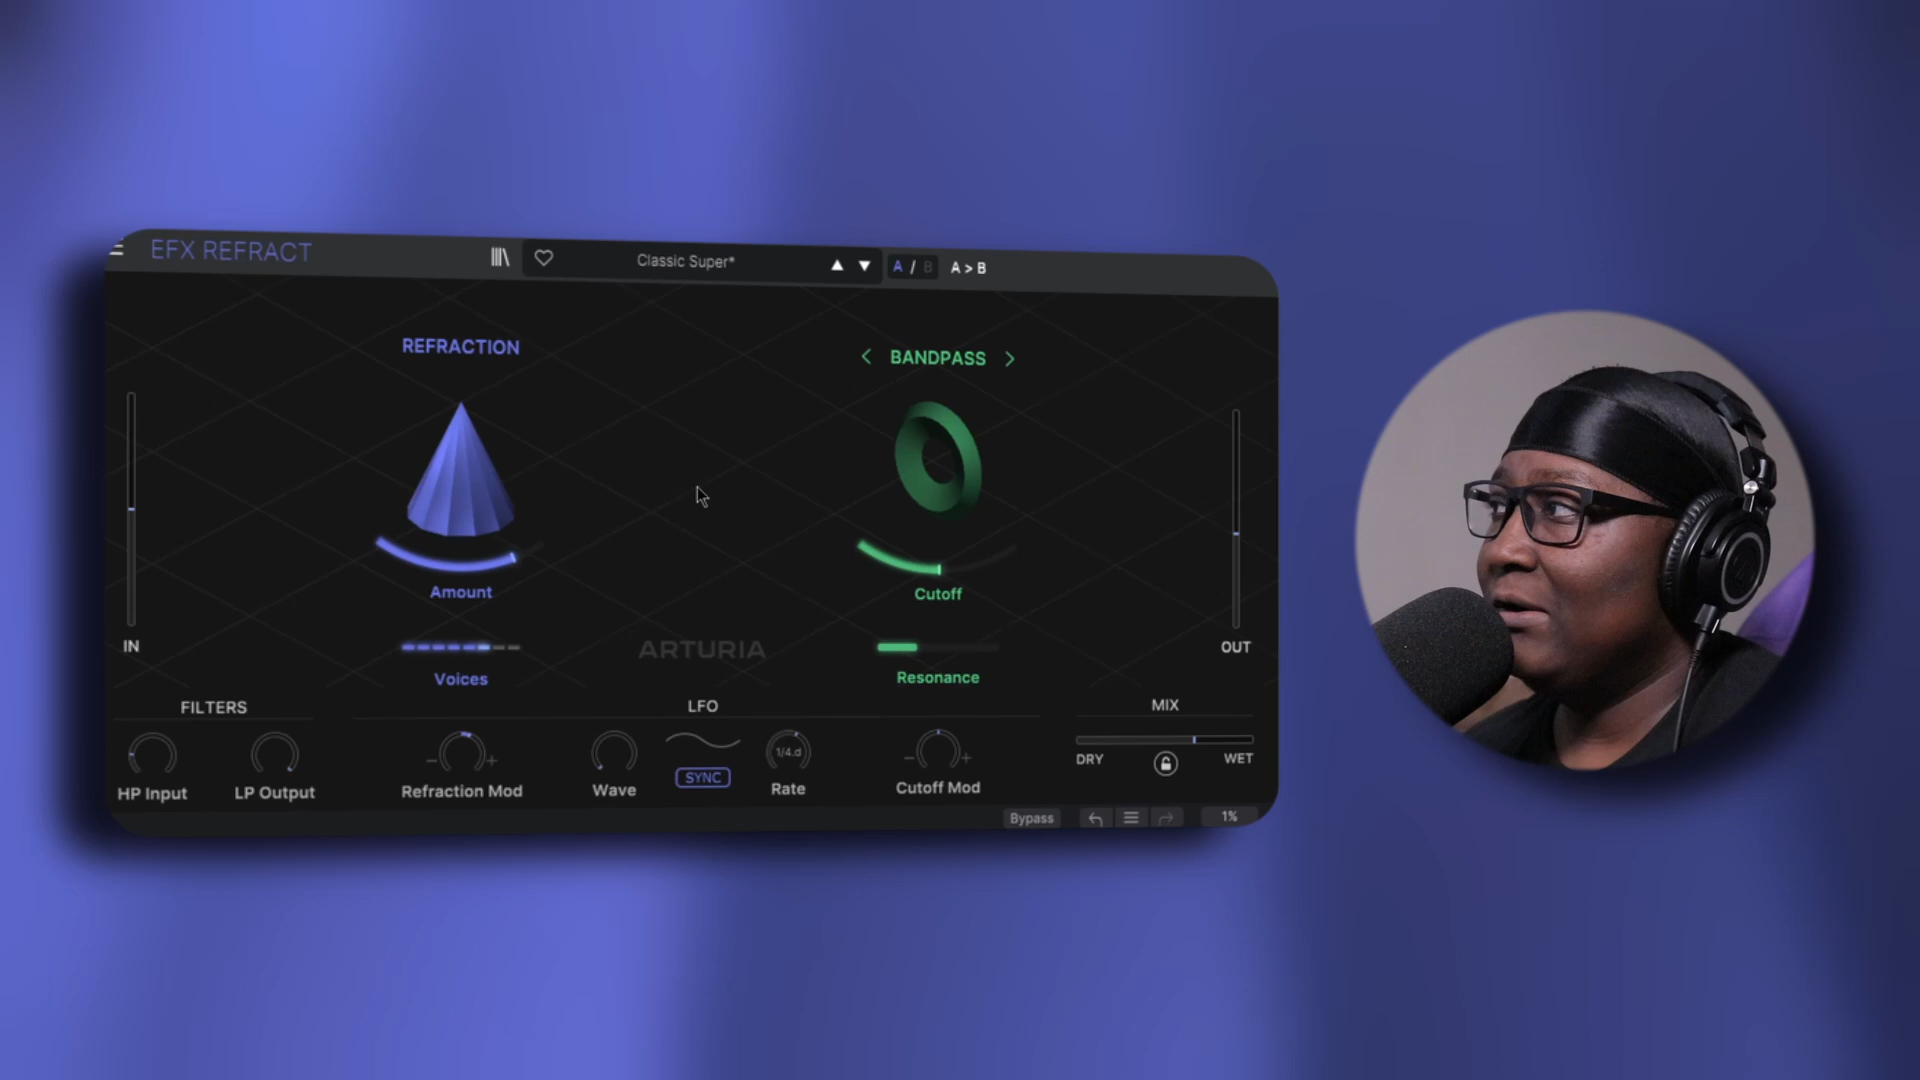 EFX REFRACT
Classic Super*
A / B
A > B
REFRACTION
BANDPASS
Amount
Cutoff
IN
OUT
ARTURIA
Voices
Resonance
FILTERS
LFO
MIX
1/4.d
DRY
WET
SYNC
HP Input
LP Output
Refraction Mod
Wave
Rate
Cutoff Mod
Bypass
1%